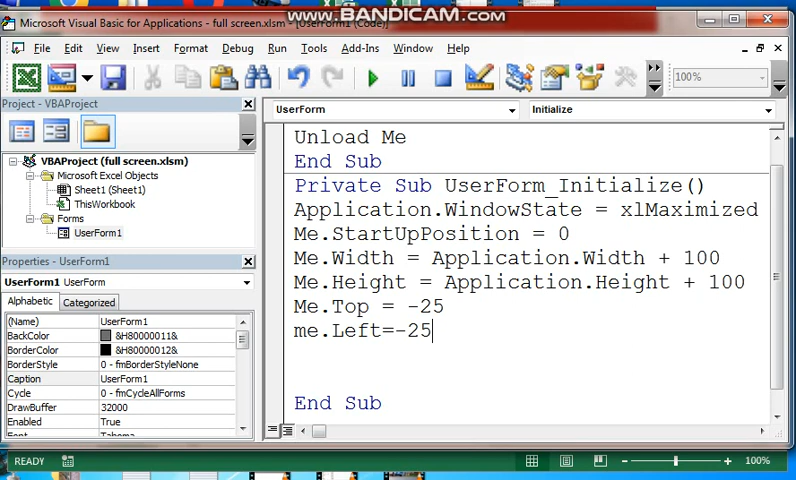 www.BANDICAM.com
Microsoft Visual Basic for Applications - full screen.xlsm - [UserForm1 (Code)]
File Edit View Insert Format Debug Run Tools Add-Ins Window Help
100%
Project - VBAProject
VBAProject (full screen.xlsm)
Microsoft Excel Objects
Sheet1 (Sheet1)
ThisWorkbook
Forms
UserForm1
Properties - UserForm1
UserForm1 UserForm
Alphabetic Categorized
(Name) UserForm1
BackColor &H80000011&
BorderColor &H80000012&
BorderStyle 0 - fmBorderStyleNone
Caption UserForm1
Cycle 0 - fmCycleAllForms
DrawBuffer 32000
Enabled True
Font Tahoma
UserForm Initialize
Unload Me
End Sub
Private Sub UserForm_Initialize()
Application.WindowState = xlMaximized
Me.StartUpPosition = 0
Me.Width = Application.Width + 100
Me.Height = Application.Height + 100
Me.Top = -25
me.Left=-25
End Sub
READY 100%